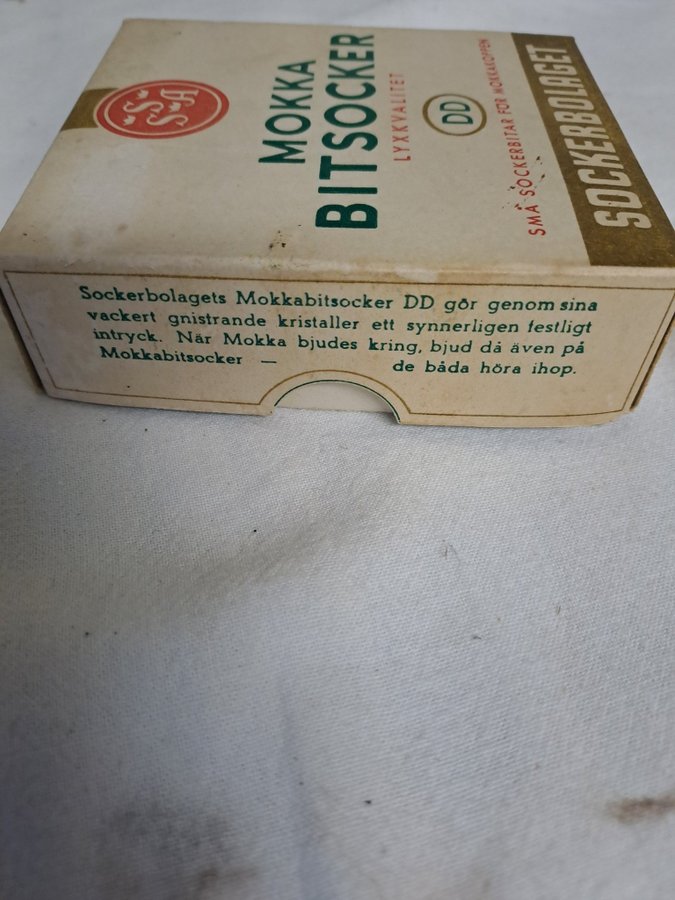 S
S A
MOKKA
BITSOCKER
LYXKVALITET
DD
SMÅ SOCKERBITAR FÖR MOKKAKOPPEN
SOCKERBOLAGET
Sockerbolagets Mokkabitsocker DD gör genom sina
vackert gnistrande kristaller ett synnerligen festligt
intryck. När Mokka bjudes kring, bjud då även på
Mokkabitsocker — de båda höra ihop.